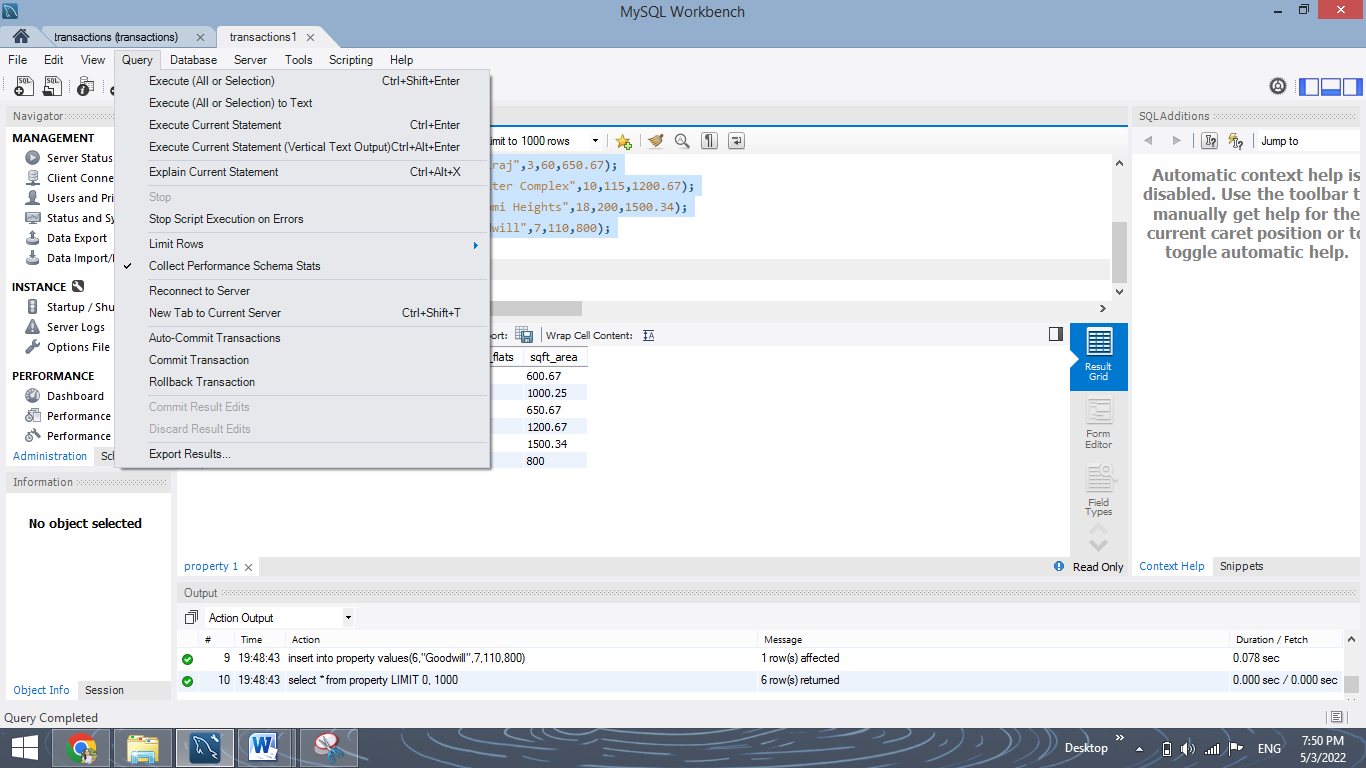 MySQL Workbench
transactions (transactions)
transactions1
File Edit View Query Database Server Tools Scripting Help
Execute (All or Selection) Ctrl+Shift+Enter
Execute (All or Selection) to Text
Execute Current Statement Ctrl+Enter
Execute Current Statement (Vertical Text Output)Ctrl+Alt+Enter
Explain Current Statement Ctrl+Alt+X
Stop
Stop Script Execution on Errors
Limit Rows
Collect Performance Schema Stats
Reconnect to Server
New Tab to Current Server Ctrl+Shift+T
Auto-Commit Transactions
Commit Transaction
Rollback Transaction
Commit Result Edits
Discard Result Edits
Export Results...
Navigator
MANAGEMENT
Server Status
Client Conne
Users and Pri
Status and Sy
Data Export
Data Import/
INSTANCE
Startup / Shu
Server Logs
Options File
PERFORMANCE
Dashboard
Performance
Performance
Administration Sc
Information
No object selected
Object Info Session
imit to 1000 rows
raj",3,60,650.67);
ter Complex",10,115,1200.67);
mi Heights",18,200,1500.34);
will",7,110,800);
ort: Wrap Cell Content:
_flats sqft_area
600.67
1000.25
650.67
1200.67
1500.34
800
Result
Grid
Form
Editor
Field
Types
property 1
Read Only
SQLAdditions
Jump to
Automatic context help is
disabled. Use the toolbar t
manually get help for the
current caret position or to
toggle automatic help.
Context Help Snippets
Output
Action Output
# Time Action Message Duration / Fetch
9 19:48:43 insert into property values(6,"Goodwill",7,110,800) 1 row(s) affected 0.078 sec
10 19:48:43 select * from property LIMIT 0, 1000 6 row(s) returned 0.000 sec / 0.000 sec
Query Completed
Desktop
ENG
7:50 PM
5/3/2022